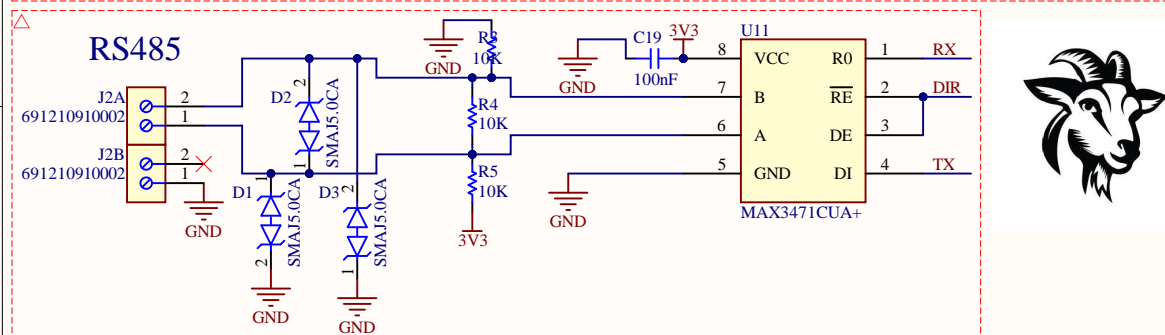 RS485
J2A
691210910002
2
1
J2B
691210910002
2
1
GND
D2
2
1
SMAJ5.0CA
D1
1
2
SMAJ5.0CA
GND
D3
2
1
SMAJ5.0CA
GND
GND
R3
10K
R4
10K
R5
10K
3V3
C19
100nF
3V3
GND
GND
U11
8
VCC
R0
1
RX
7
B
RE
2
DIR
6
A
DE
3
5
GND
DI
4
TX
MAX3471CUA+